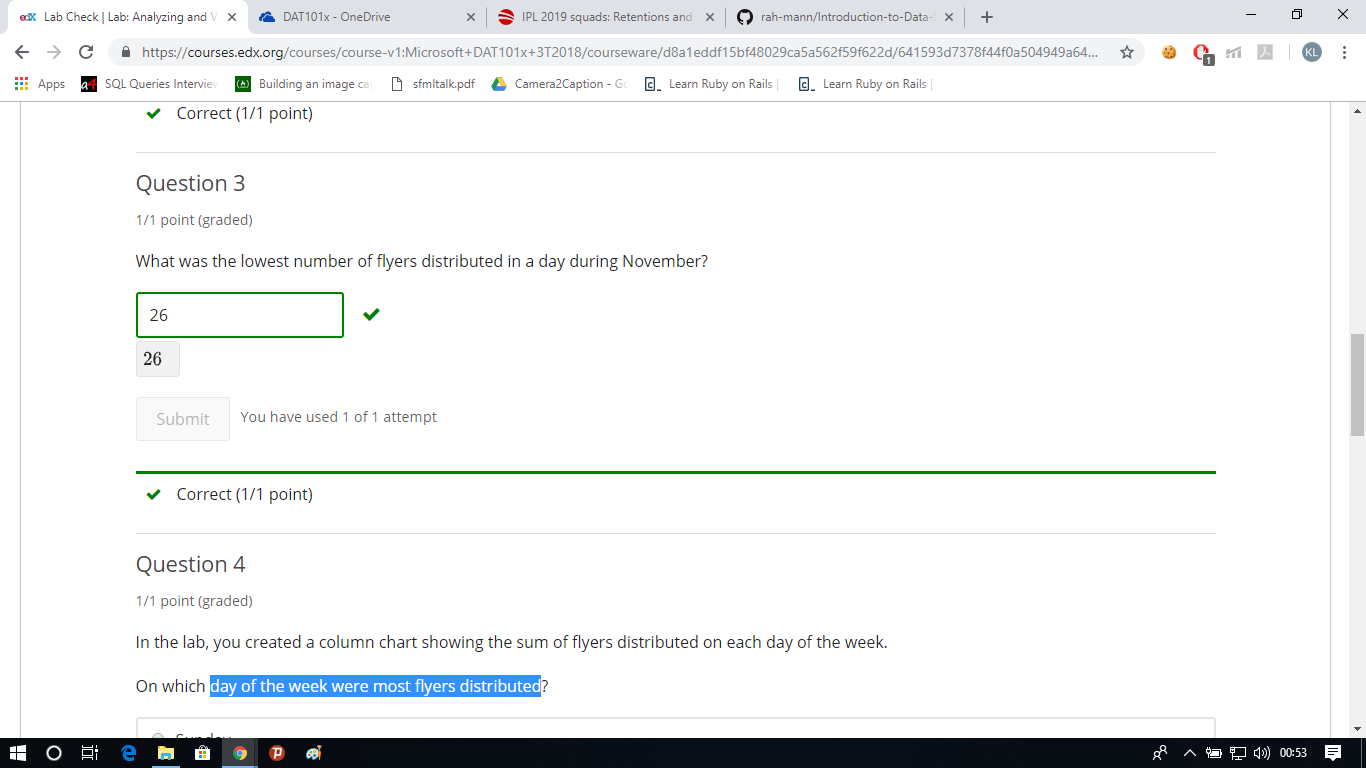 edX Lab Check | Lab: Analyzing and V
DAT101x - OneDrive
IPL 2019 squads: Retentions and
rah-mann/Introduction-to-Data-
https://courses.edx.org/courses/course-v1:Microsoft+DAT101x+3T2018/courseware/d8a1eddf15bf48029ca5a562f59f622d/641593d7378f44f0a504949a64...
1
KL
Apps
a4 SQL Queries Interview
Building an image ca
sfmltk.pdf
Camera2Caption - Go
Learn Ruby on Rails |
Learn Ruby on Rails |
Correct (1/1 point)
Question 3
1/1 point (graded)
What was the lowest number of flyers distributed in a day during November?
26
26
Submit
You have used 1 of 1 attempt
Correct (1/1 point)
Question 4
1/1 point (graded)
In the lab, you created a column chart showing the sum of flyers distributed on each day of the week.
On which day of the week were most flyers distributed?
Sunday
00:53